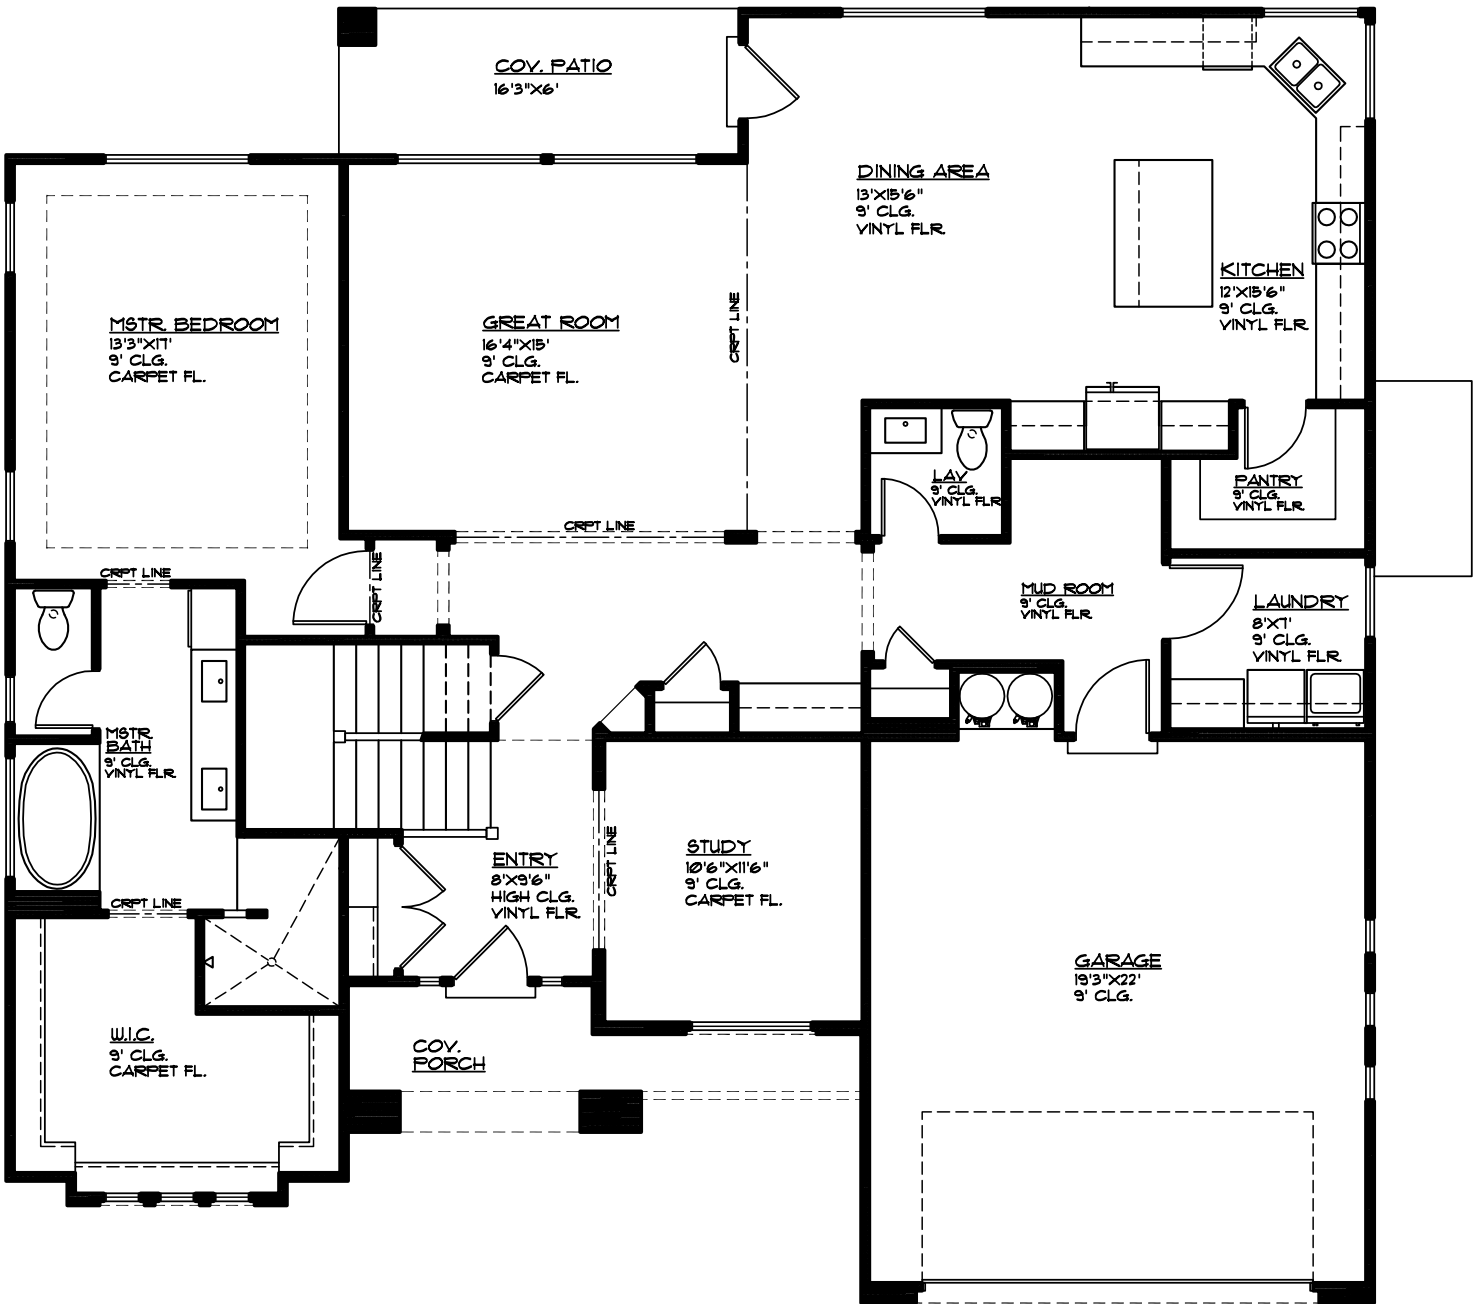 COV. PATIO
16'3"X6'
DINING AREA
13'X15'6"
9' CLG.
VINYL FLR.
KITCHEN
12'X15'6"
9' CLG.
VINYL FLR.
MSTR. BEDROOM
13'3"X17'
9' CLG.
CARPET FL.
GREAT ROOM
16'4"X15'
9' CLG.
CARPET FL.
CRPT LINE
LAV
9' CLG.
VINYL FLR.
PANTRY
9' CLG.
VINYL FLR.
CRPT LINE
CRPT LINE
CRPT LINE
MUD ROOM
9' CLG.
VINYL FLR.
LAUNDRY
8'X7'
9' CLG.
VINYL FLR.
MSTR.
BATH
9' CLG.
VINYL FLR.
ENTRY
8'X9'6"
HIGH CLG.
VINYL FLR.
CRPT LINE
STUDY
10'6"X11'6"
9' CLG.
CARPET FL.
CRPT LINE
GARAGE
19'3"X22'
9' CLG.
W.I.C.
9' CLG.
CARPET FL.
COV.
PORCH